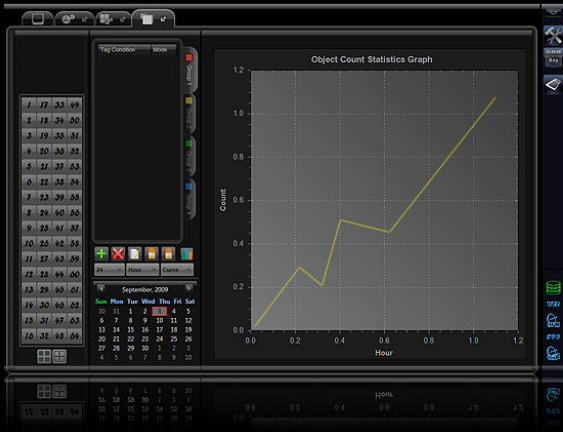 Tag Condition Mode
Group 1
Object Count Statistics Graph
1.2
1.0
0.8
0.6
0.4
0.2
0.0
Count
0.0 0.2 0.4 0.6 0.8 1.0 1.2
Hour
1 17 33 49
2 18 34 50
3 19 35 51
4 20 36 52
5 21 37 53
6 22 38 54
7 23 39 55
8 24 40 56
9 25 41 57
10 26 42 58
11 27 43 59
12 28 44 60
13 29 45 61
14 30 46 62
15 31 47 63
16 32 48 64
24 Hour Curve
September, 2009
Sun Mon Tue Wed Thu Fri Sat
30 31 1 2 3 4 5
6 7 8 9 10 11 12
13 14 15 16 17 18 19
20 21 22 23 24 25 26
27 28 29 30 1 2 3
4 5 6 7 8 9 10
Day